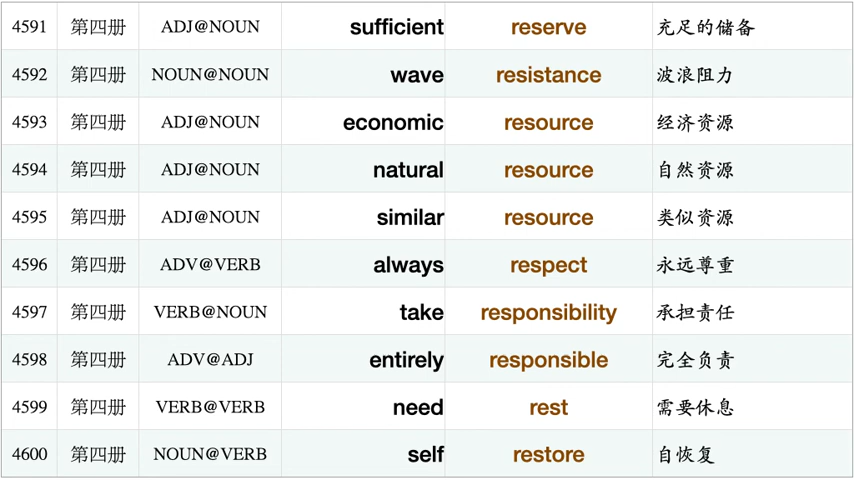 4591 第四册 ADJ@NOUN sufficient reserve 充足的储备
4592 第四册 NOUN@NOUN wave resistance 波浪阻力
4593 第四册 ADJ@NOUN economic resource 经济资源
4594 第四册 ADJ@NOUN natural resource 自然资源
4595 第四册 ADJ@NOUN similar resource 类似资源
4596 第四册 ADV@VERB always respect 永远尊重
4597 第四册 VERB@NOUN take responsibility 承担责任
4598 第四册 ADV@ADJ entirely responsible 完全负责
4599 第四册 VERB@VERB need rest 需要休息
4600 第四册 NOUN@VERB self restore 自恢复